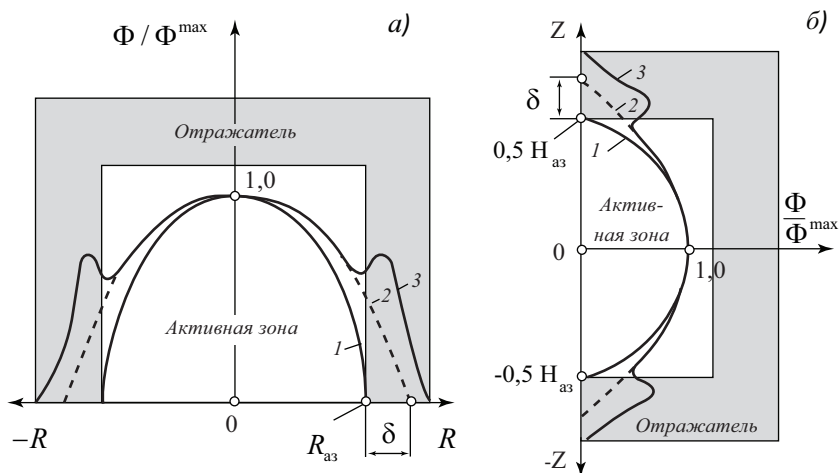 Φ / Φ^max
а)
Отражатель
1,0
3
2
Активная зона
1
–R
0
R_аз
δ
R
Z
б)
3
δ
2
0,5 H_аз
1
Актив-
ная зона
Φ
Φ^max
0
1,0
-0,5 H_аз
Отражатель
-Z